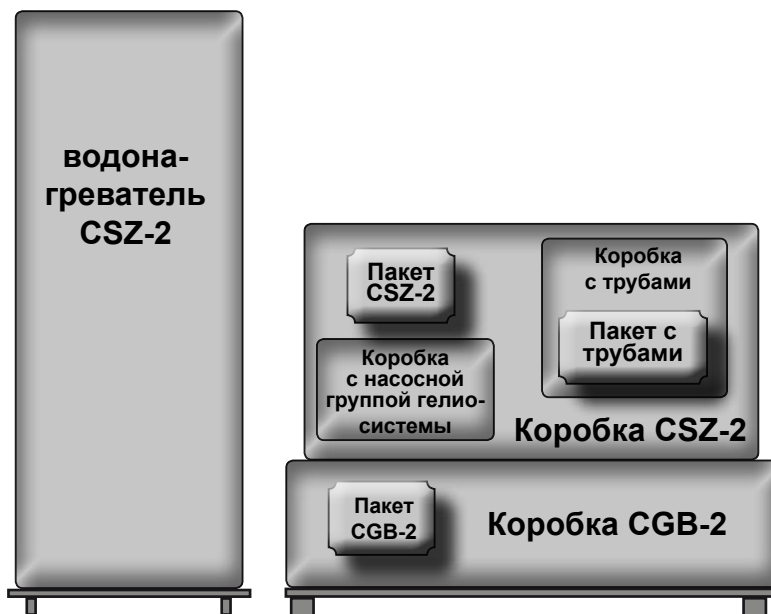 водона-
греватель
CSZ-2
Пакет
CSZ-2
Коробка
с насосной
группой гелио-
системы
Коробка
с трубами
Пакет с
трубами
Коробка CSZ-2
Пакет
CGB-2
Коробка CGB-2